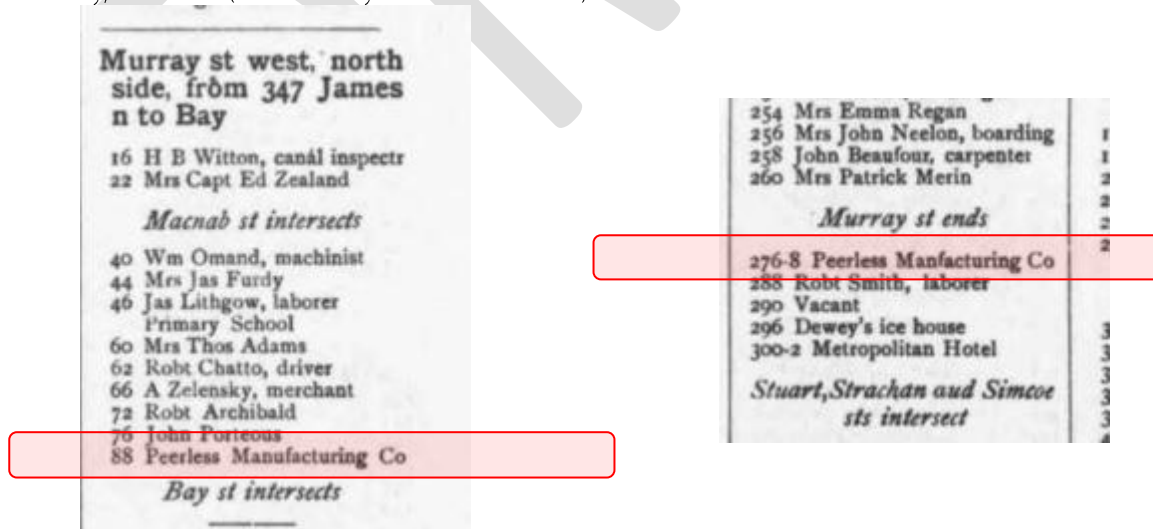 Murray st west, north
side, from 347 James
n to Bay
16 H B Witton, canal inspectr
22 Mrs Capt Ed Zealand
Macnab st intersects
40 Wm Omand, machinist
44 Mrs Jas Furdy
46 Jas Lithgow, laborer
Primary School
60 Mrs Thos Adams
62 Robt Chatto, driver
66 A Zelensky, merchant
72 Robt Archibald
76 John Porteous
88 Peerless Manufacturing Co
Bay st intersects
254 Mrs Emma Regan
256 Mrs John Neelon, boarding
258 John Beaufour, carpenter
260 Mrs Patrick Merin
Murray st ends
276-8 Peerless Manfacturing Co
288 Robt Smith, laborer
290 Vacant
296 Dewey's ice house
300-2 Metropolitan Hotel
Stuart,Strachan aud Simcoe
sts intersect